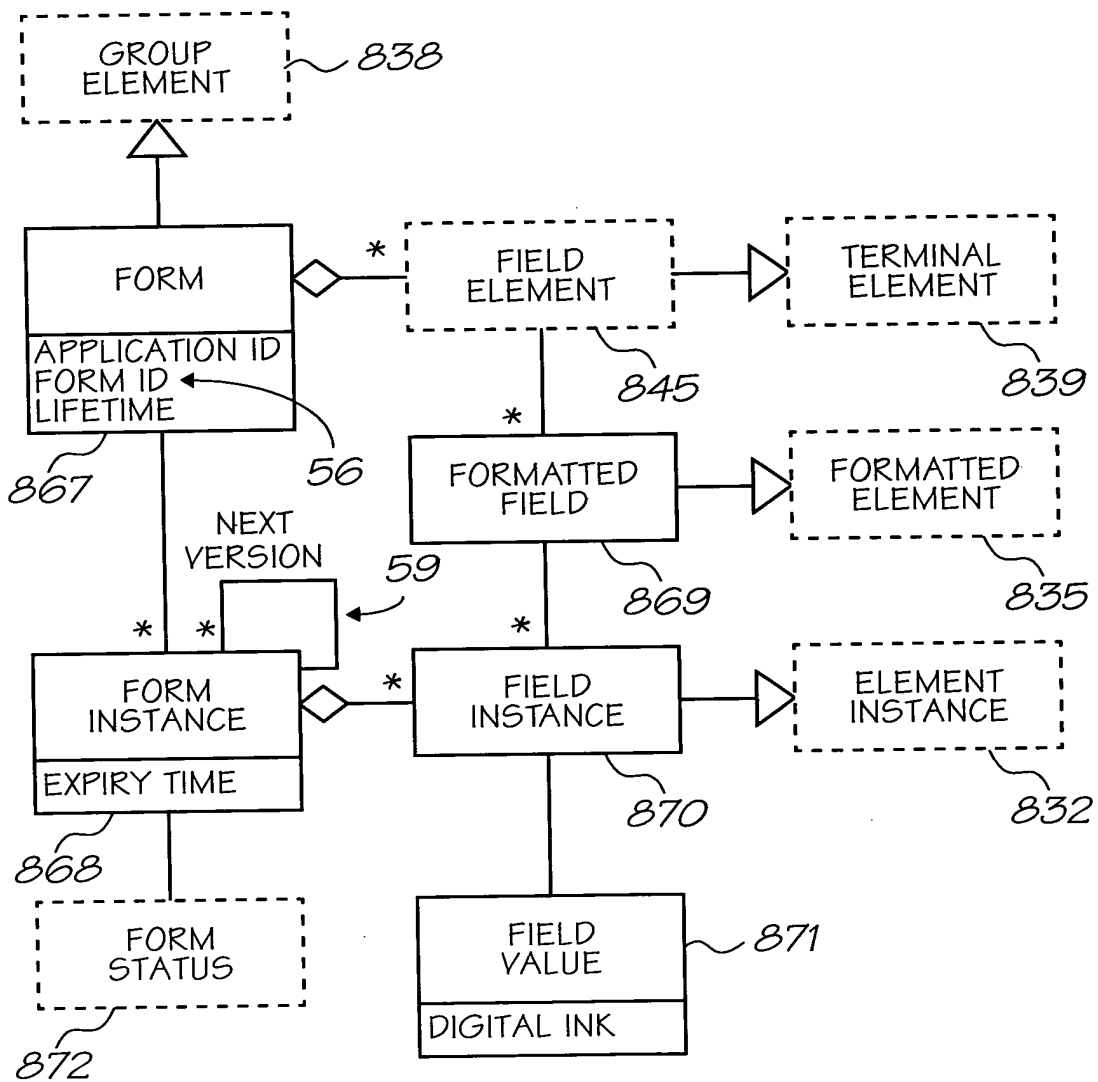 GROUP
ELEMENT
838
FORM
*
FIELD
ELEMENT
TERMINAL
ELEMENT
APPLICATION ID
FORM ID
LIFETIME
845
839
867
56
*
FORMATTED
FIELD
FORMATTED
ELEMENT
NEXT
VERSION
59
869
835
*
*
*
FORM
INSTANCE
*
FIELD
INSTANCE
ELEMENT
INSTANCE
EXPIRY TIME
868
870
832
FORM
STATUS
872
FIELD
VALUE
871
DIGITAL INK